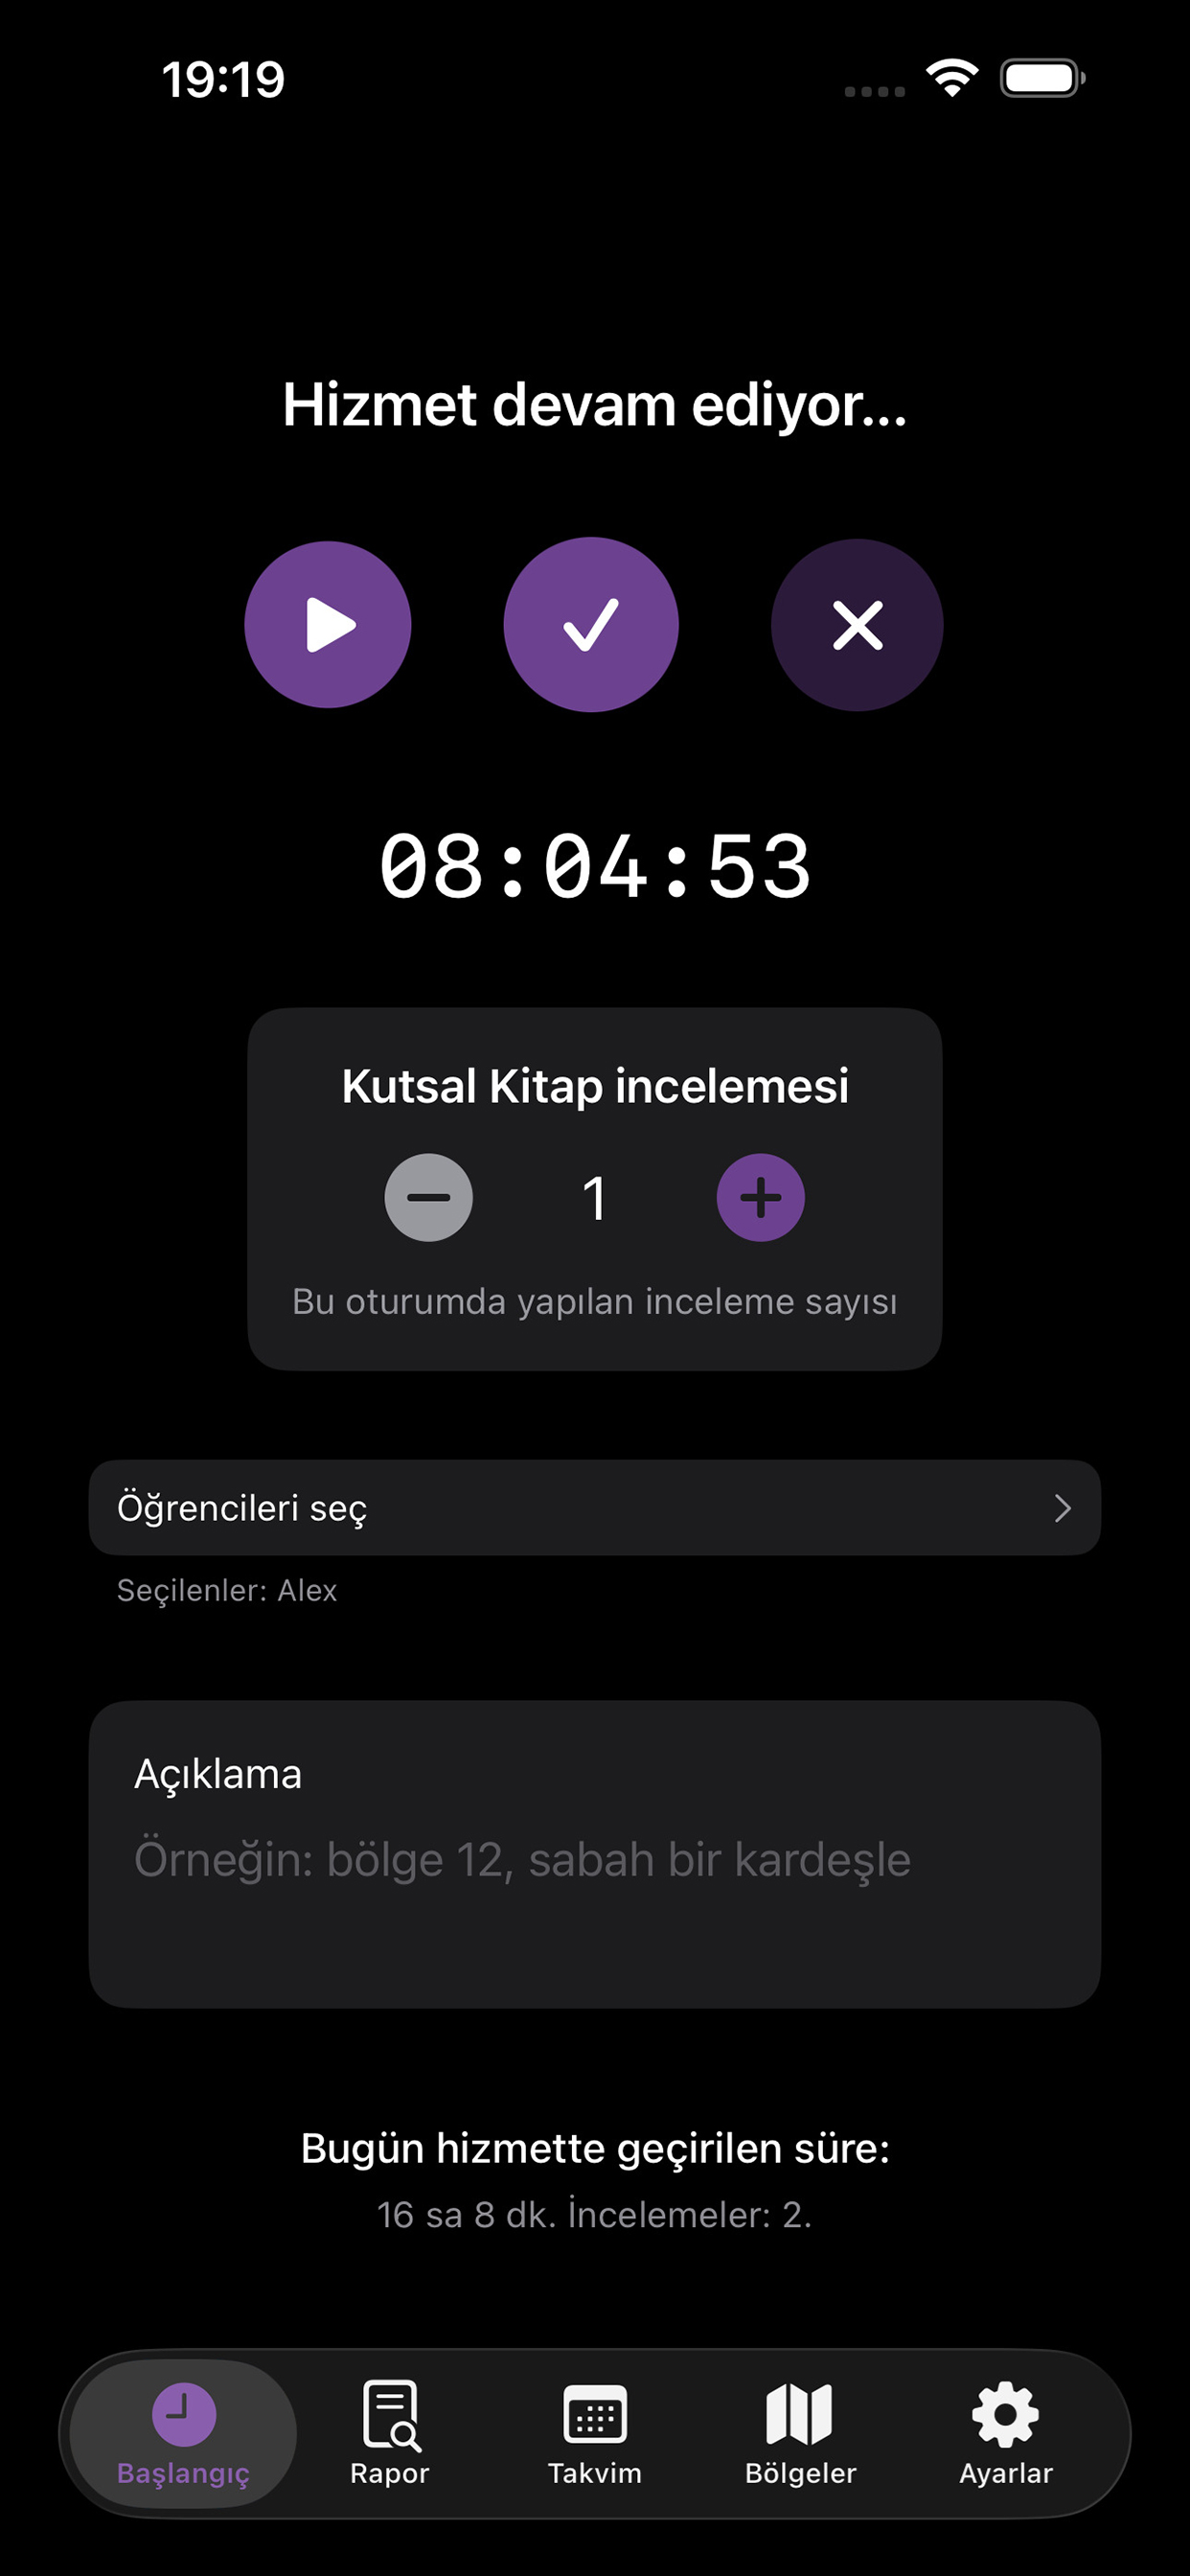 19:19
Hizmet devam ediyor...
08:04:53
Kutsal Kitap incelemesi
1
Bu oturumda yapılan inceleme sayısı
Öğrencileri seç
Seçilenler: Alex
Açıklama
Örneğin: bölge 12, sabah bir kardeşle
Bugün hizmette geçirilen süre:
16 sa 8 dk. İncelemeler: 2.
Başlangıç Rapor Takvim Bölgeler Ayarlar